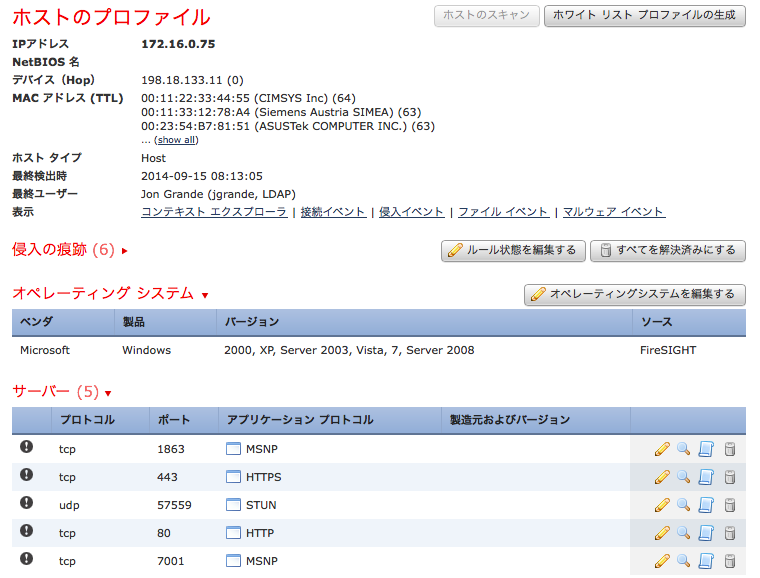 ホストのプロファイル
ホストのスキャン
ホワイト リスト プロファイルの生成
IPアドレス 172.16.0.75
NetBIOS 名
デバイス（Hop） 198.18.133.11 (0)
MAC アドレス (TTL) 00:11:22:33:44:55 (CIMSYS Inc) (64)
00:11:33:12:78:A4 (Siemens Austria SIMEA) (63)
00:23:54:B7:81:51 (ASUSTek COMPUTER INC.) (63)
... (show all)
ホスト タイプ Host
最終検出時 2014-09-15 08:13:05
最終ユーザー Jon Grande (jgrande, LDAP)
表示 コンテキスト エクスプローラ | 接続イベント | 侵入イベント | ファイル イベント | マルウェア イベント
侵入の痕跡 (6)
ルール状態を編集する
すべてを解決済みにする
オペレーティング システム
オペレーティングシステムを編集する
ベンダ 製品 バージョン ソース
Microsoft Windows 2000, XP, Server 2003, Vista, 7, Server 2008 FireSIGHT
サーバー (5)
プロトコル ポート アプリケーション プロトコル 製造元およびバージョン
tcp 1863 MSNP
tcp 443 HTTPS
udp 57559 STUN
tcp 80 HTTP
tcp 7001 MSNP